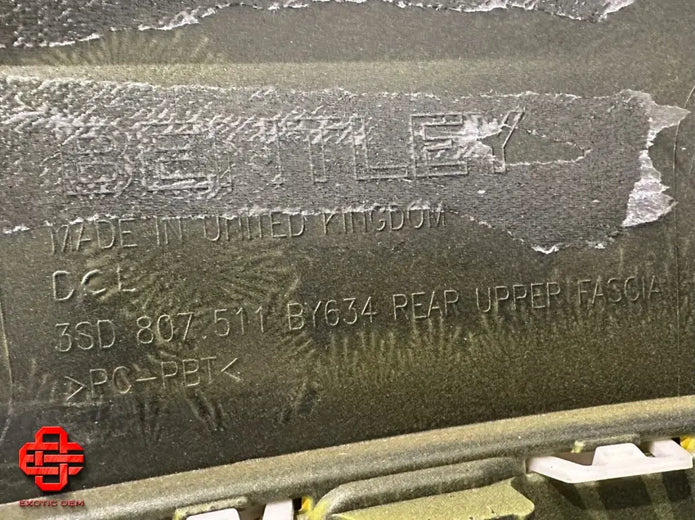 BENTLEY
MADE IN UNITED KINGDOM
DCL
3SD 807.511 BY634 REAR UPPER FASCIA
>PC-PBT<
EXOTIC OEM